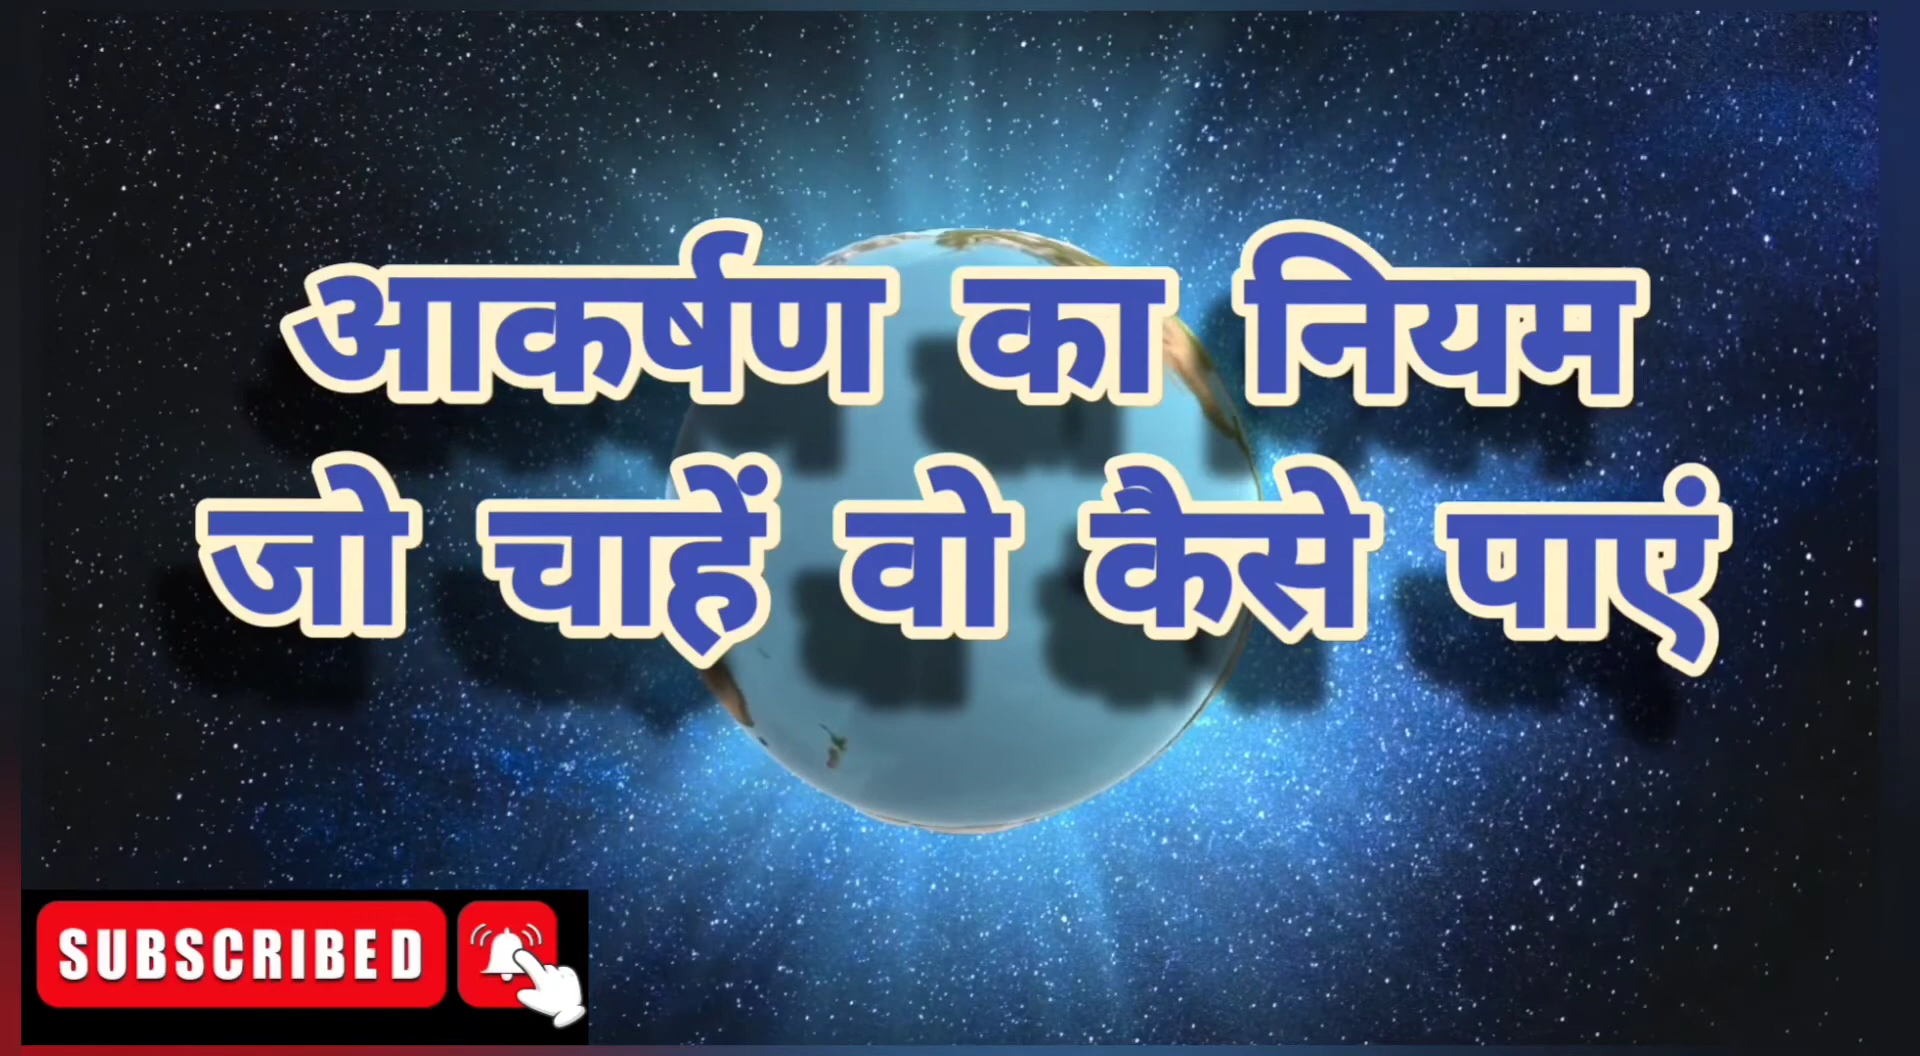 आकर्षण का नियम
जो चाहें वो कैसे पाएं
SUBSCRIBED